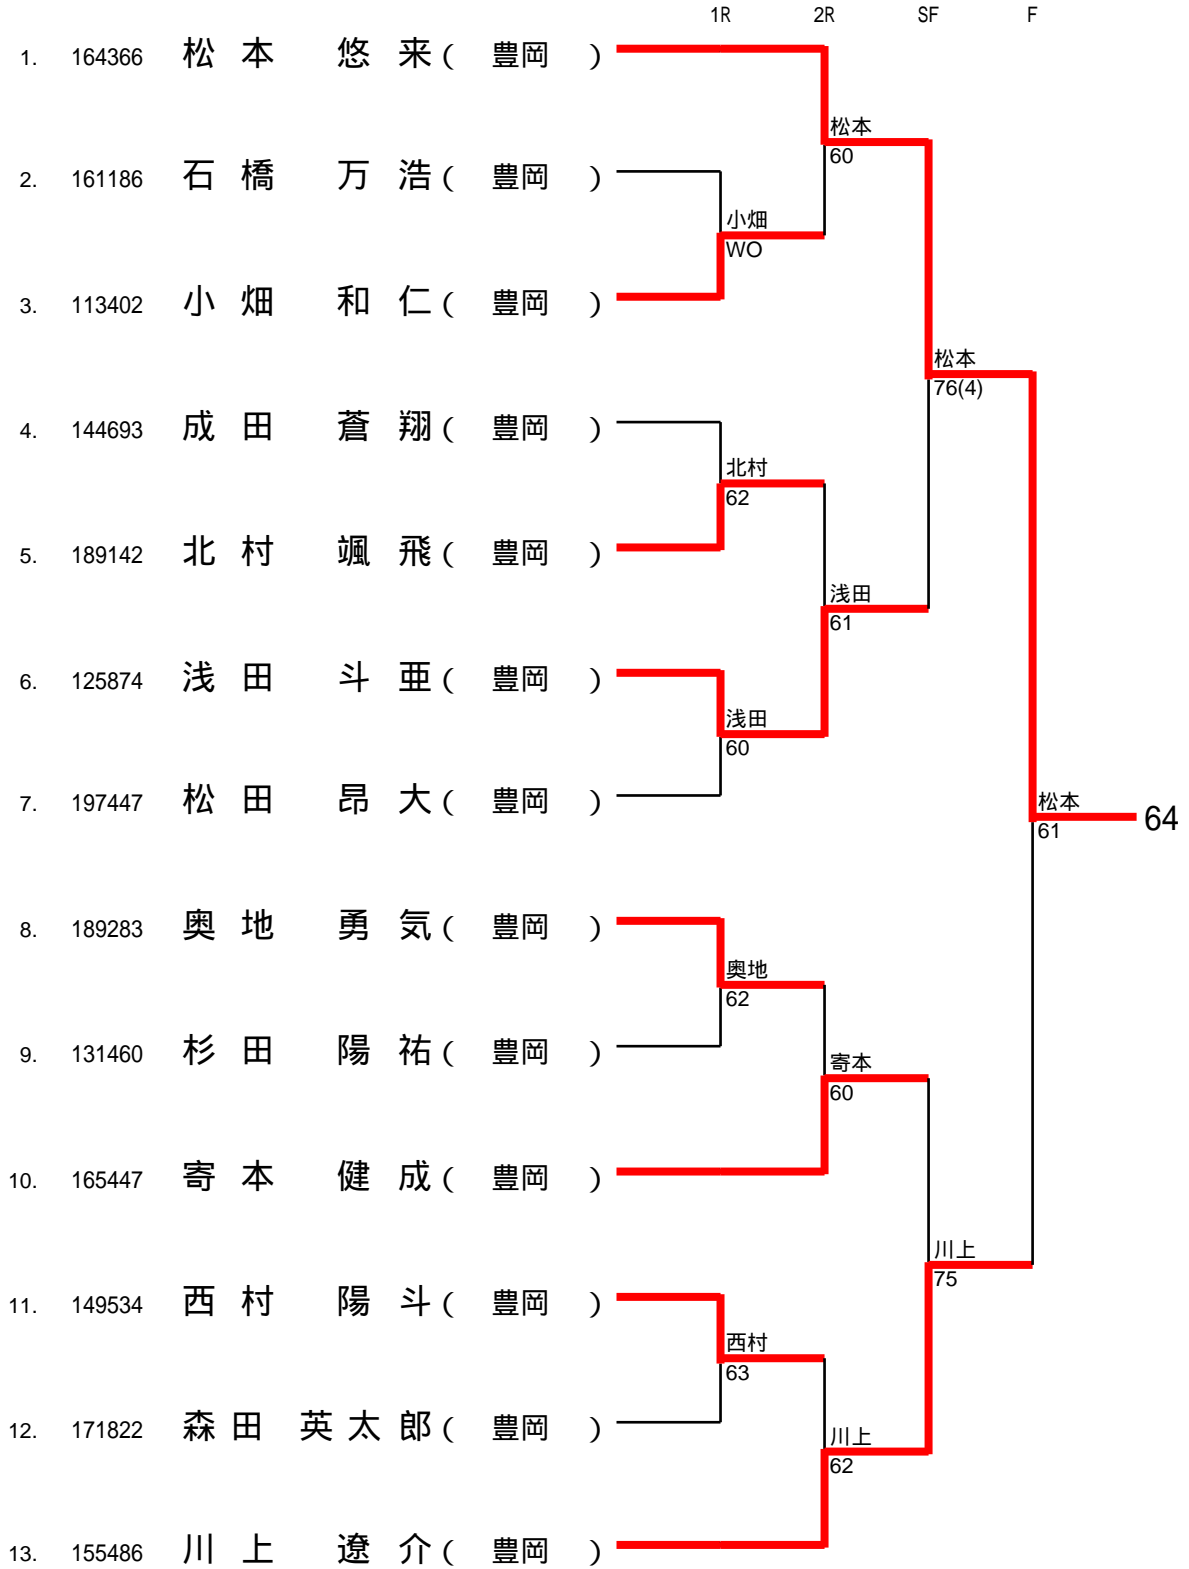 1R 2R SF F
1. 164366 松本 悠来( 豊岡 )
松本
60
2. 161186 石橋 万浩( 豊岡 )
小畑
WO
3. 113402 小畑 和仁( 豊岡 )
松本
76(4)
4. 144693 成田 蒼翔( 豊岡 )
北村
62
5. 189142 北村 颯飛( 豊岡 )
浅田
61
6. 125874 浅田 斗亜( 豊岡 )
浅田
60
7. 197447 松田 昂大( 豊岡 )
松本
61
64
8. 189283 奥地 勇気( 豊岡 )
奥地
62
9. 131460 杉田 陽祐( 豊岡 )
寄本
60
10. 165447 寄本 健成( 豊岡 )
川上
75
11. 149534 西村 陽斗( 豊岡 )
西村
63
12. 171822 森田 英太郎( 豊岡 )
川上
62
13. 155486 川上 遼介( 豊岡 )